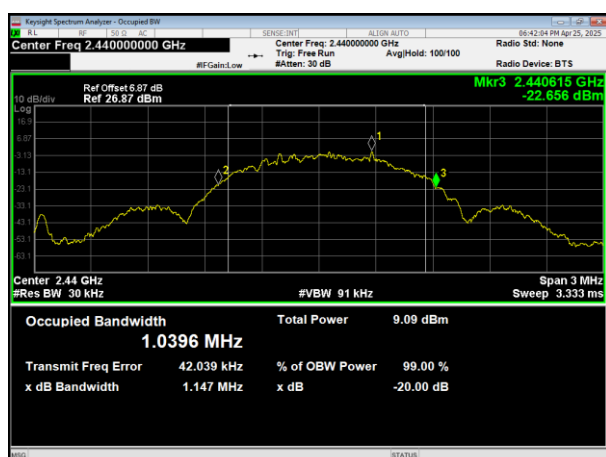 Keysight Spectrum Analyzer - Occupied BW
RL RF 50 Ω AC SENSE:INT ALIGN AUTO 06:42:04 PM Apr 25, 2025
Center Freq 2.440000000 GHz Center Freq: 2.440000000 GHz Radio Std: None
Trig: Free Run Avg|Hold: 100/100
#IFGain:Low #Atten: 30 dB Radio Device: BTS
Mkr3 2.440615 GHz
-22.656 dBm
Ref Offset 6.87 dB
10 dB/div Ref 26.87 dBm
Log
16.9
6.87
1
-3.13
-13.1
2 3
-23.1
-33.1
-43.1
-53.1
-63.1
Center 2.44 GHz Span 3 MHz
#Res BW 30 kHz #VBW 91 kHz Sweep 3.333 ms
Occupied Bandwidth Total Power 9.09 dBm
1.0396 MHz
Transmit Freq Error 42.039 kHz % of OBW Power 99.00 %
x dB Bandwidth 1.147 MHz x dB -20.00 dB
MSG STATUS